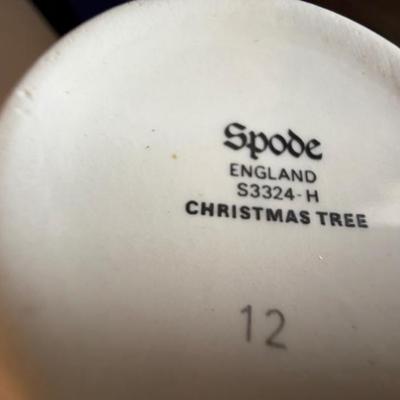 Spode
ENGLAND
S3324-H
CHRISTMAS TREE
12